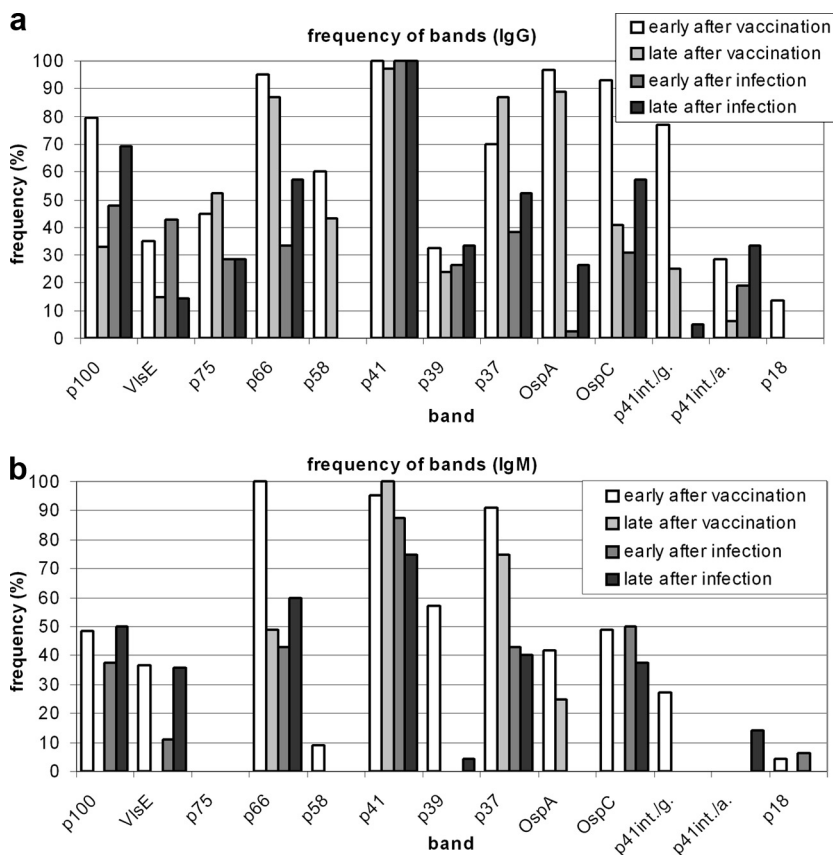 a
frequency of bands (IgG)
early after vaccination
late after vaccination
early after infection
late after infection
frequency (%)
100
90
80
70
60
50
40
30
20
10
0
p100
VlsE
p75
p66
p58
p41
p39
p37
OspA
OspC
p41int./g.
p41int./a.
p18
band
b
frequency of bands (IgM)
early after vaccination
late after vaccination
early after infection
late after infection
frequency (%)
100
90
80
70
60
50
40
30
20
10
0
p100
VlsE
p75
p66
p58
p41
p39
p37
OspA
OspC
p41int./g.
p41int./a.
p18
band